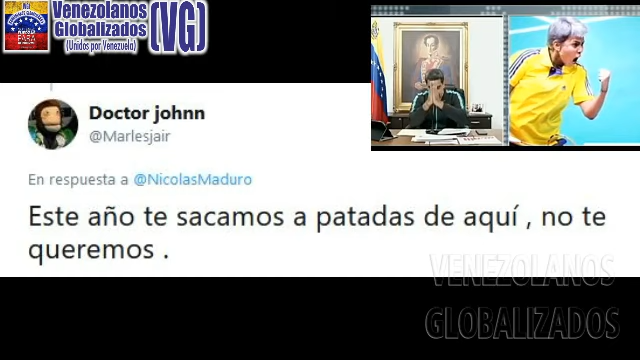 Venezolanos
Globalizados
(Unidos por Venezuela)
(VG)
Doctor johnn
@Marlesjair
En respuesta a @NicolasMaduro
Este año te sacamos a patadas de aquí , no te
queremos .
VENEZOLANOS
GLOBALIZADOS